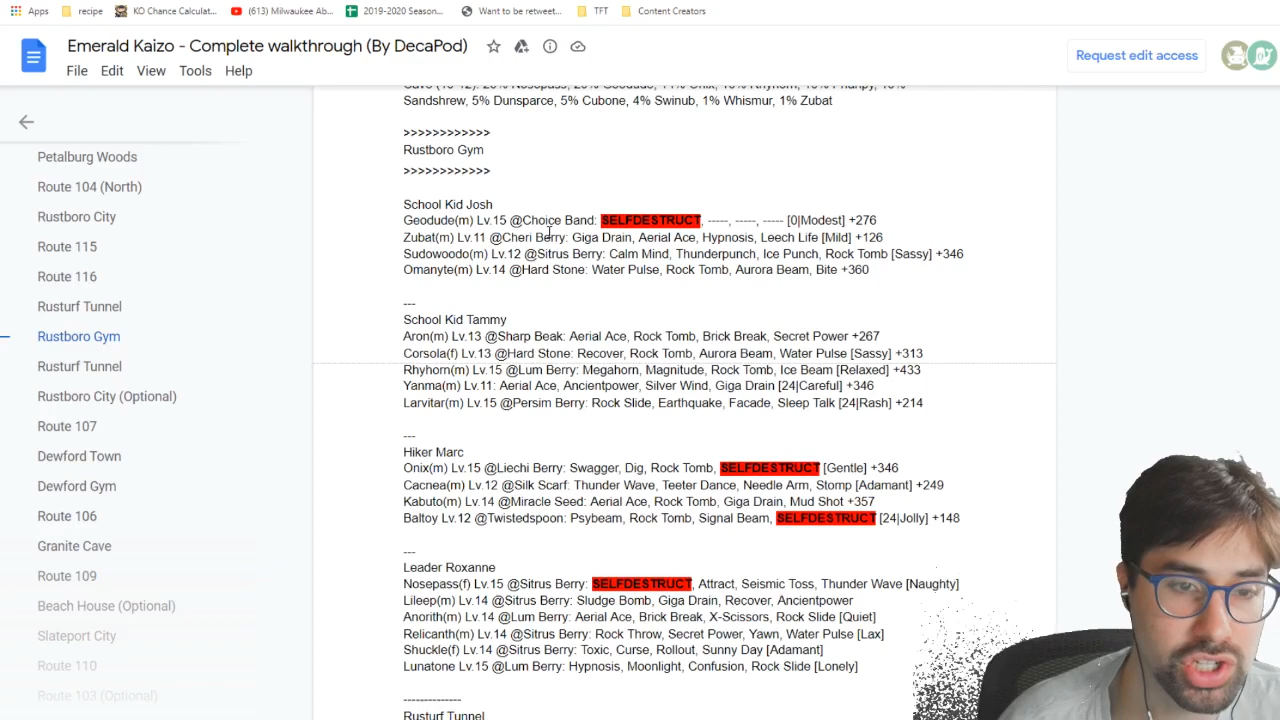 Apps recipe KO Chance Calculat... (613) Milwaukee Ab... 2019-2020 Season... Want to be retweet... TFT Content Creators
Emerald Kaizo - Complete walkthrough (By DecaPod)
Request edit access
File Edit View Tools Help
Sandshrew, 5% Dunsparce, 5% Cubone, 4% Swinub, 1% Whismur, 1% Zubat
>>>>>>>>>>>>
Rustboro Gym
>>>>>>>>>>>>
School Kid Josh
Geodude(m) Lv.15 @Choice Band: SELFDESTRUCT, -----, -----, ----- [0|Modest] +276
Zubat(m) Lv.11 @Cheri Berry: Giga Drain, Aerial Ace, Hypnosis, Leech Life [Mild] +126
Sudowoodo(m) Lv.12 @Sitrus Berry: Calm Mind, Thunderpunch, Ice Punch, Rock Tomb [Sassy] +346
Omanyte(m) Lv.14 @Hard Stone: Water Pulse, Rock Tomb, Aurora Beam, Bite +360
---
School Kid Tammy
Aron(m) Lv.13 @Sharp Beak: Aerial Ace, Rock Tomb, Brick Break, Secret Power +267
Corsola(f) Lv.13 @Hard Stone: Recover, Rock Tomb, Aurora Beam, Water Pulse [Sassy] +313
Rhyhorn(m) Lv.15 @Lum Berry: Megahorn, Magnitude, Rock Tomb, Ice Beam [Relaxed] +433
Yanma(m) Lv.11: Aerial Ace, Ancientpower, Silver Wind, Giga Drain [24|Careful] +346
Larvitar(m) Lv.15 @Persim Berry: Rock Slide, Earthquake, Facade, Sleep Talk [24|Rash] +214
---
Hiker Marc
Onix(m) Lv.15 @Liechi Berry: Swagger, Dig, Rock Tomb, SELFDESTRUCT [Gentle] +346
Cacnea(m) Lv.12 @Silk Scarf: Thunder Wave, Teeter Dance, Needle Arm, Stomp [Adamant] +249
Kabuto(m) Lv.14 @Miracle Seed: Aerial Ace, Rock Tomb, Giga Drain, Mud Shot +357
Baltoy Lv.12 @Twistedspoon: Psybeam, Rock Tomb, Signal Beam, SELFDESTRUCT [24|Jolly] +148
---
Leader Roxanne
Nosepass(f) Lv.15 @Sitrus Berry: SELFDESTRUCT, Attract, Seismic Toss, Thunder Wave [Naughty]
Lileep(m) Lv.14 @Sitrus Berry: Sludge Bomb, Giga Drain, Recover, Ancientpower
Anorith(m) Lv.14 @Lum Berry: Aerial Ace, Brick Break, X-Scissors, Rock Slide [Quiet]
Relicanth(m) Lv.14 @Sitrus Berry: Rock Throw, Secret Power, Yawn, Water Pulse [Lax]
Shuckle(f) Lv.14 @Sitrus Berry: Toxic, Curse, Rollout, Sunny Day [Adamant]
Lunatone Lv.15 @Lum Berry: Hypnosis, Moonlight, Confusion, Rock Slide [Lonely]
-------------
Rusturf Tunnel
Petalburg Woods
Route 104 (North)
Rustboro City
Route 115
Route 116
Rusturf Tunnel
Rustboro Gym
Rusturf Tunnel
Rustboro City (Optional)
Route 107
Dewford Town
Dewford Gym
Route 106
Granite Cave
Route 109
Beach House (Optional)
Slateport City
Route 110
Route 103 (Optional)